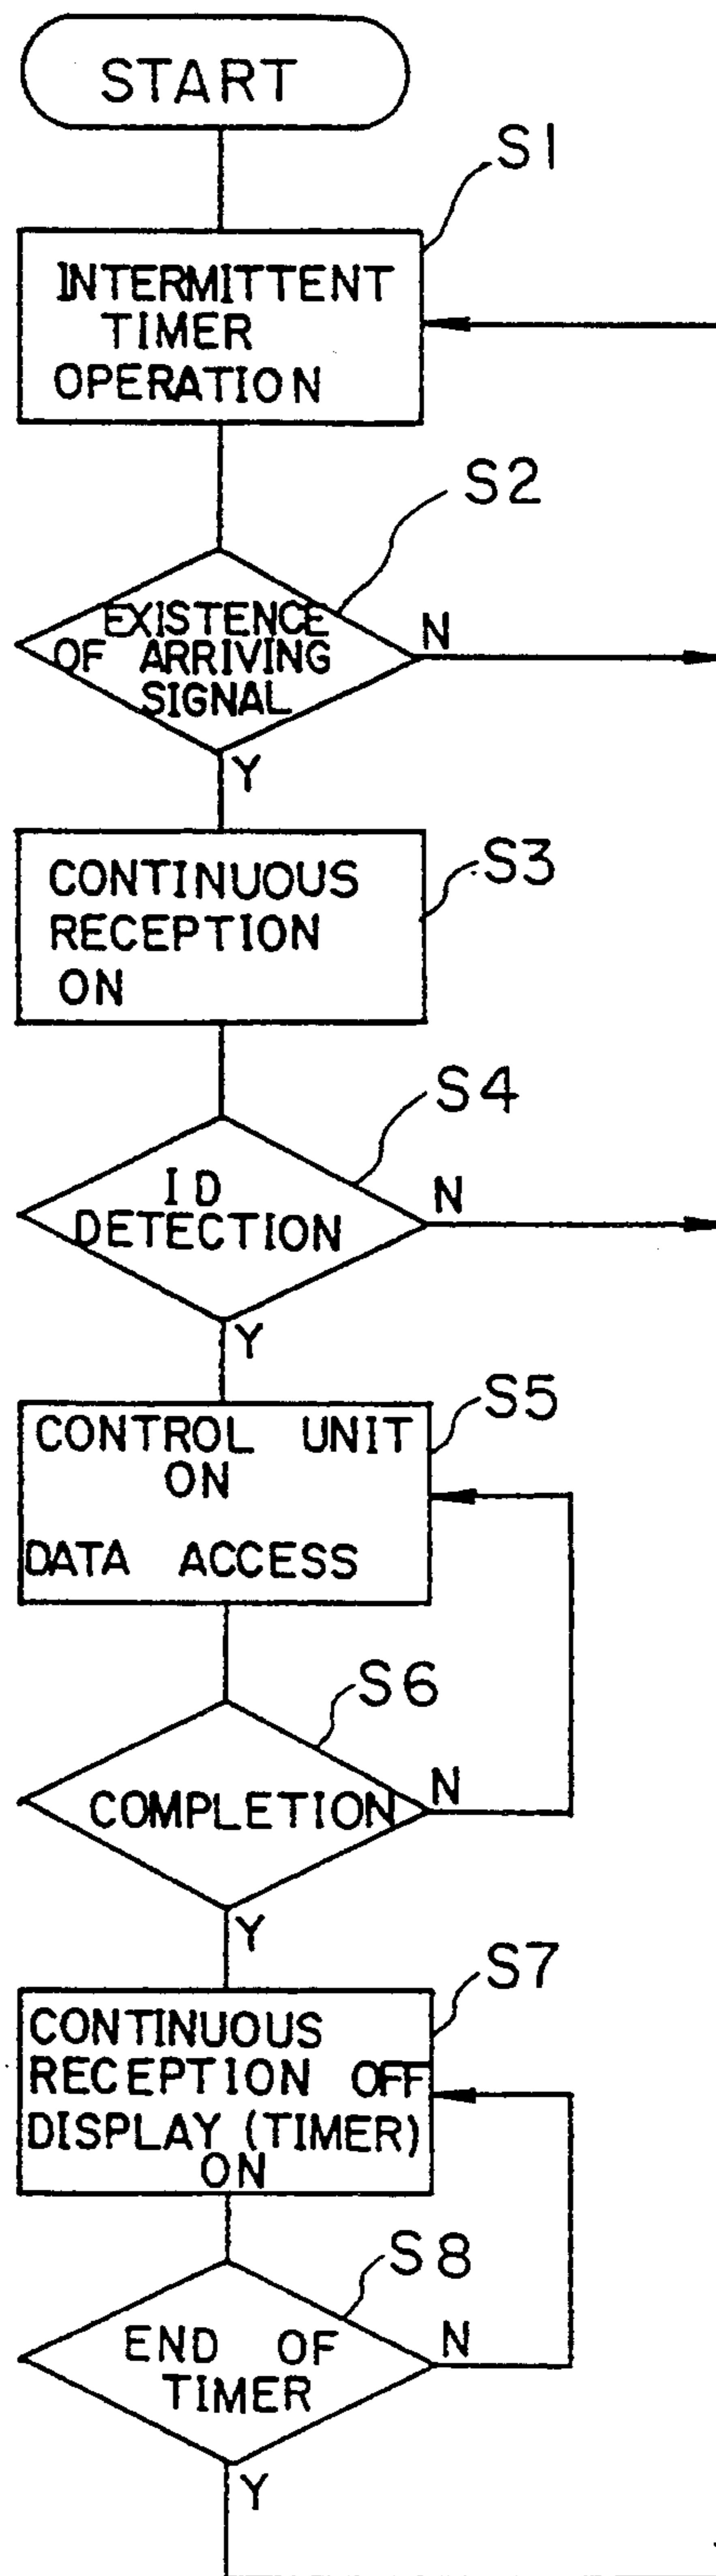 START
S1
INTERMITTENT
TIMER
OPERATION
S2
EXISTENCE
OF ARRIVING
SIGNAL
N
Y
S3
CONTINUOUS
RECEPTION
ON
S4
ID
DETECTION
N
Y
S5
CONTROL UNIT
ON
DATA ACCESS
S6
COMPLETION
N
Y
S7
CONTINUOUS
RECEPTION OFF
DISPLAY (TIMER)
ON
S8
END OF
TIMER
N
Y